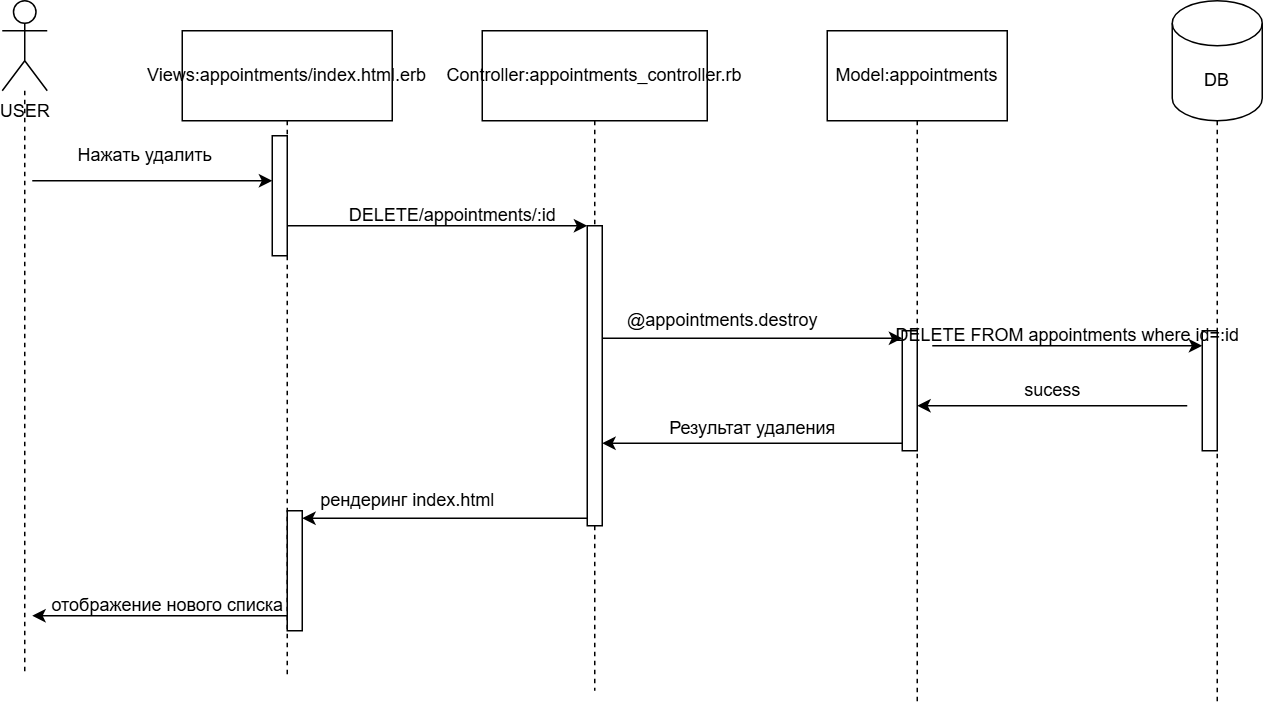 USER
Views:appointments/index.html.erb
Controller:appointments_controller.rb
Model:appointments
DB
Нажать удалить
DELETE/appointments/:id
@appointments.destroy
DELETE FROM appointments where id=:id
sucess
Результат удаления
рендеринг index.html
отображение нового списка